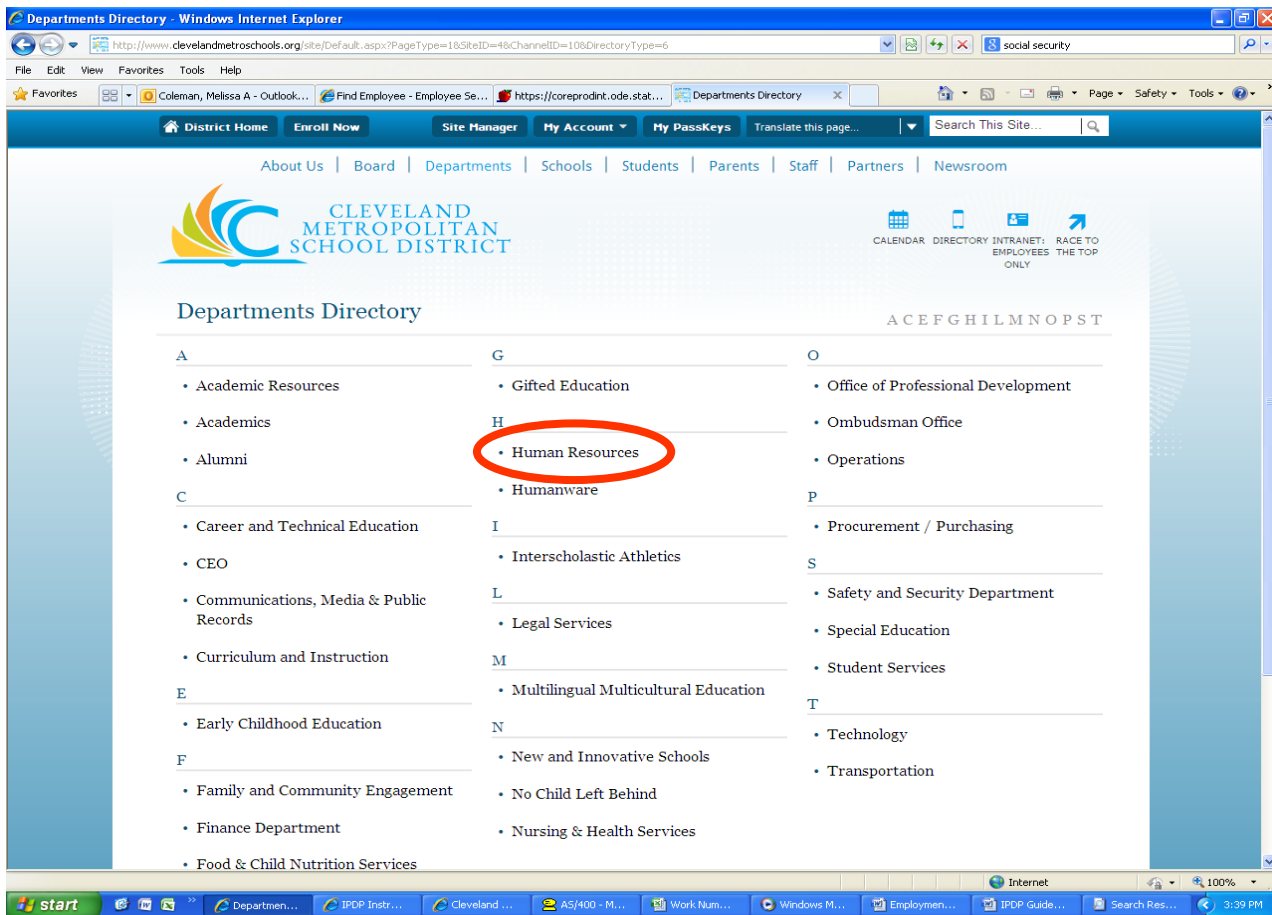 Departments Directory - Windows Internet Explorer
http://www.clevelandmetroschools.org/site/Default.aspx?PageType=1&SiteID=4&ChannelID=10&DirectoryType=6
social security
File Edit View Favorites Tools Help
Favorites Coleman, Melissa A - Outlook... Find Employee - Employee Se... https://coreprodint.ode.stat... Departments Directory X Page Safety Tools
District Home Enroll Now Site Manager My Account My PassKeys Translate this page... Search This Site...
About Us | Board | Departments | Schools | Students | Parents | Staff | Partners | Newsroom
CLEVELAND
METROPOLITAN
SCHOOL DISTRICT
CALENDAR
DIRECTORY
INTRANET:
EMPLOYEES
ONLY
RACE TO
THE TOP
Departments Directory
A C E F G H I L M N O P S T
A
• Academic Resources
• Academics
• Alumni
C
• Career and Technical Education
• CEO
• Communications, Media & Public
Records
• Curriculum and Instruction
E
• Early Childhood Education
F
• Family and Community Engagement
• Finance Department
• Food & Child Nutrition Services
G
• Gifted Education
H
• Human Resources
• Humanware
I
• Interscholastic Athletics
L
• Legal Services
M
• Multilingual Multicultural Education
N
• New and Innovative Schools
• No Child Left Behind
• Nursing & Health Services
O
• Office of Professional Development
• Ombudsman Office
• Operations
P
• Procurement / Purchasing
S
• Safety and Security Department
• Special Education
• Student Services
T
• Technology
• Transportation
Internet 100%
start Departmen... IPDP Instr... Cleveland ... AS/400 - M... Work Num... Windows M... Employmen... IPDP Guide... Search Res... 3:39 PM